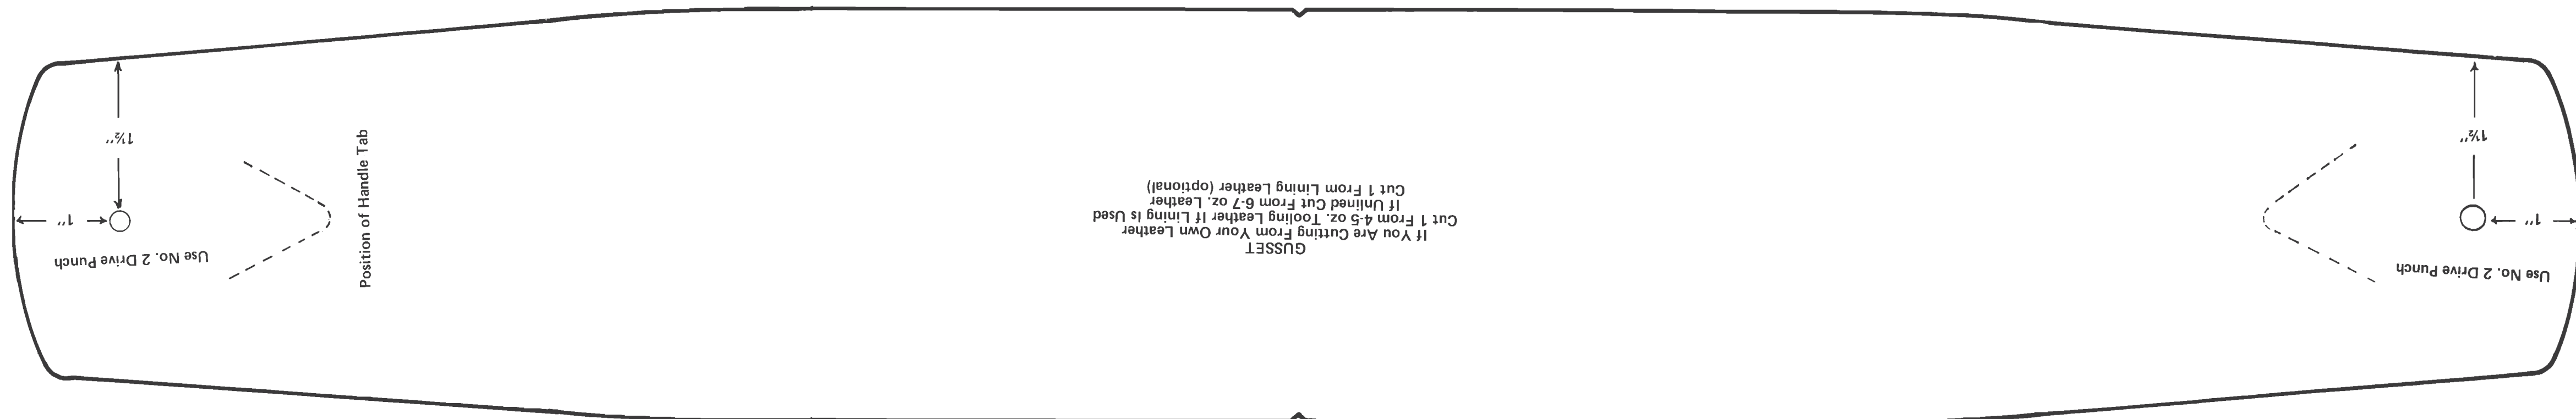 GUSSET
If You Are Cutting From Your Own Leather
Cut 1 From 4-5 oz. Tooling Leather If Lining Is Used
If Unlined Cut From 6-7 oz. Leather
Cut 1 From Lining Leather (optional)
Use No. 2 Drive Punch
1"
1½"
Position of Handle Tab
Use No. 2 Drive Punch
1"
1½"